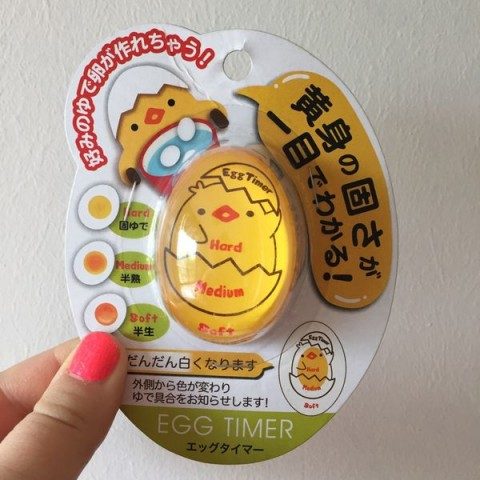 好みのゆで卵が作れちゃう!
黄身の固さが
一目でわかる!
Egg Timer
Hard
Medium
Soft
Hard
固ゆで
Medium
半熟
Soft
半生
だんだん白くなります
外側から色が変わり
ゆで具合をお知らせします!
Egg Timer
Hard
Medium
Soft
EGG TIMER
エッグタイマー